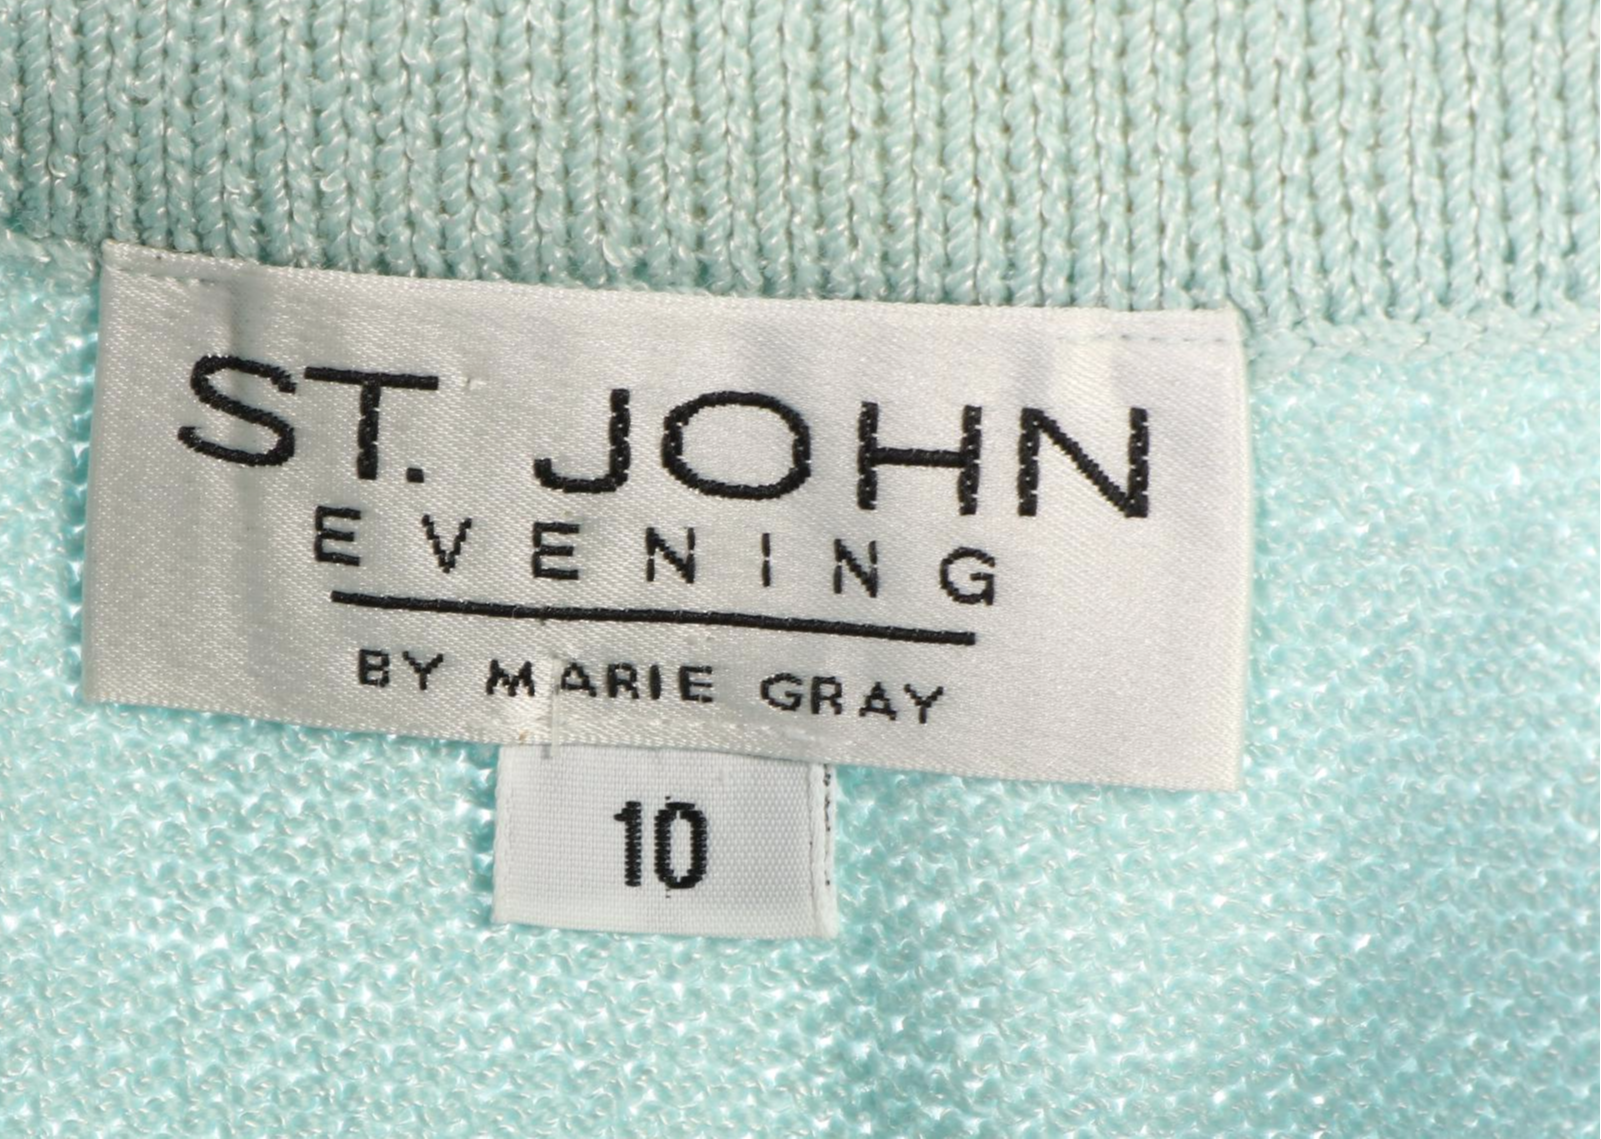 ST. JOHN
EVENING
BY MARIE GRAY
10